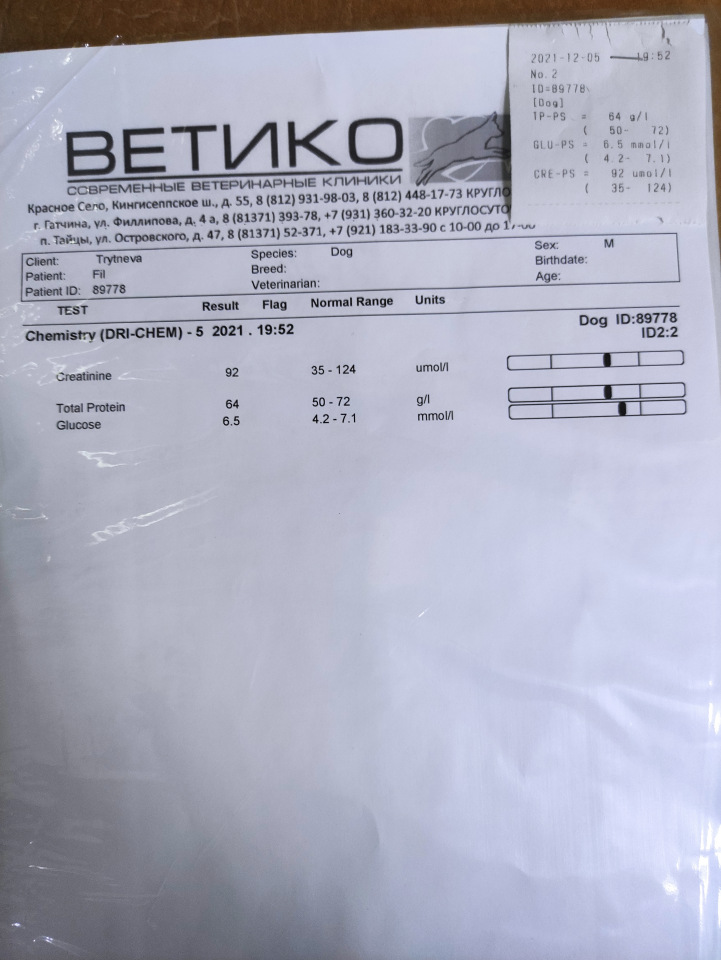 2021-12-05 19:52
No.2
ID=89778
[Dog]
TP-PS = 64 g/l
( 50- 72)
GLU-PS = 6.5 mmol/l
( 4.2- 7.1)
CRE-PS = 92 umol/l
( 35- 124)
ВЕТИКО
СОВРЕМЕННЫЕ ВЕТЕРИНАРНЫЕ КЛИНИКИ
Красное Село, Кингисеппское ш., д. 55, 8 (812) 931-98-03, 8 (812) 448-17-73 КРУГЛО
г. Гатчина, ул. Филиппова, д. 4 а, 8 (81371) 393-78, +7 (931) 360-32-20 КРУГЛОСУТО
п. Тайцы, ул. Островского, д. 47, 8 (81371) 52-371, +7 (921) 183-33-90 с 10-00 до 17-00
Client: Trytneva Species: Dog Sex: M
Patient: Fil Breed: Birthdate:
Patient ID: 89778 Veterinarian: Age:
TEST Result Flag Normal Range Units
Chemistry (DRI-CHEM) - 5 2021 . 19:52 Dog ID:89778
ID2:2
Creatinine 92 35 - 124 umol/l
Total Protein 64 50 - 72 g/l
Glucose 6.5 4.2 - 7.1 mmol/l